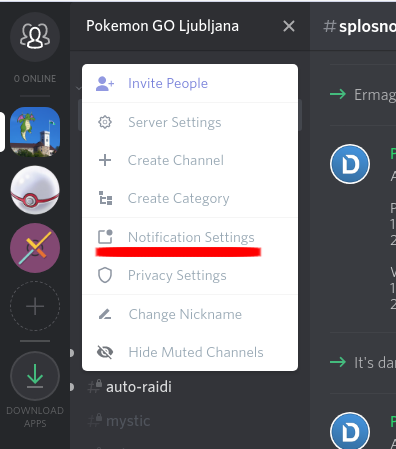 Pokemon GO Ljubljana
# splosno
0 ONLINE
Invite People
Server Settings
Create Channel
Create Category
Notification Settings
Privacy Settings
Change Nickname
Hide Muted Channels
DOWNLOAD
APPS
# auto-raidi
# mystic
Ermag
It's da